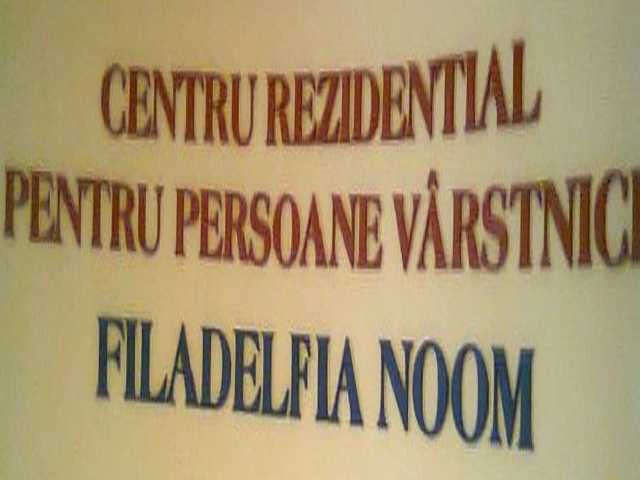 CENTRU REZIDENTIAL
PENTRU PERSOANE VÂRSTNICE
FILADELFIA NOOM